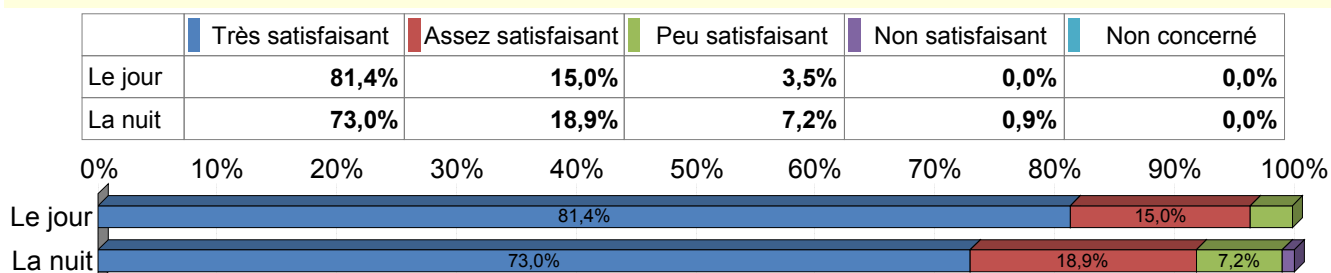 Très satisfaisant Assez satisfaisant Peu satisfaisant Non satisfaisant Non concerné
Le jour 81,4% 15,0% 3,5% 0,0% 0,0%
La nuit 73,0% 18,9% 7,2% 0,9% 0,0%
0% 10% 20% 30% 40% 50% 60% 70% 80% 90% 100%
Le jour 81,4% 15,0%
La nuit 73,0% 18,9% 7,2%